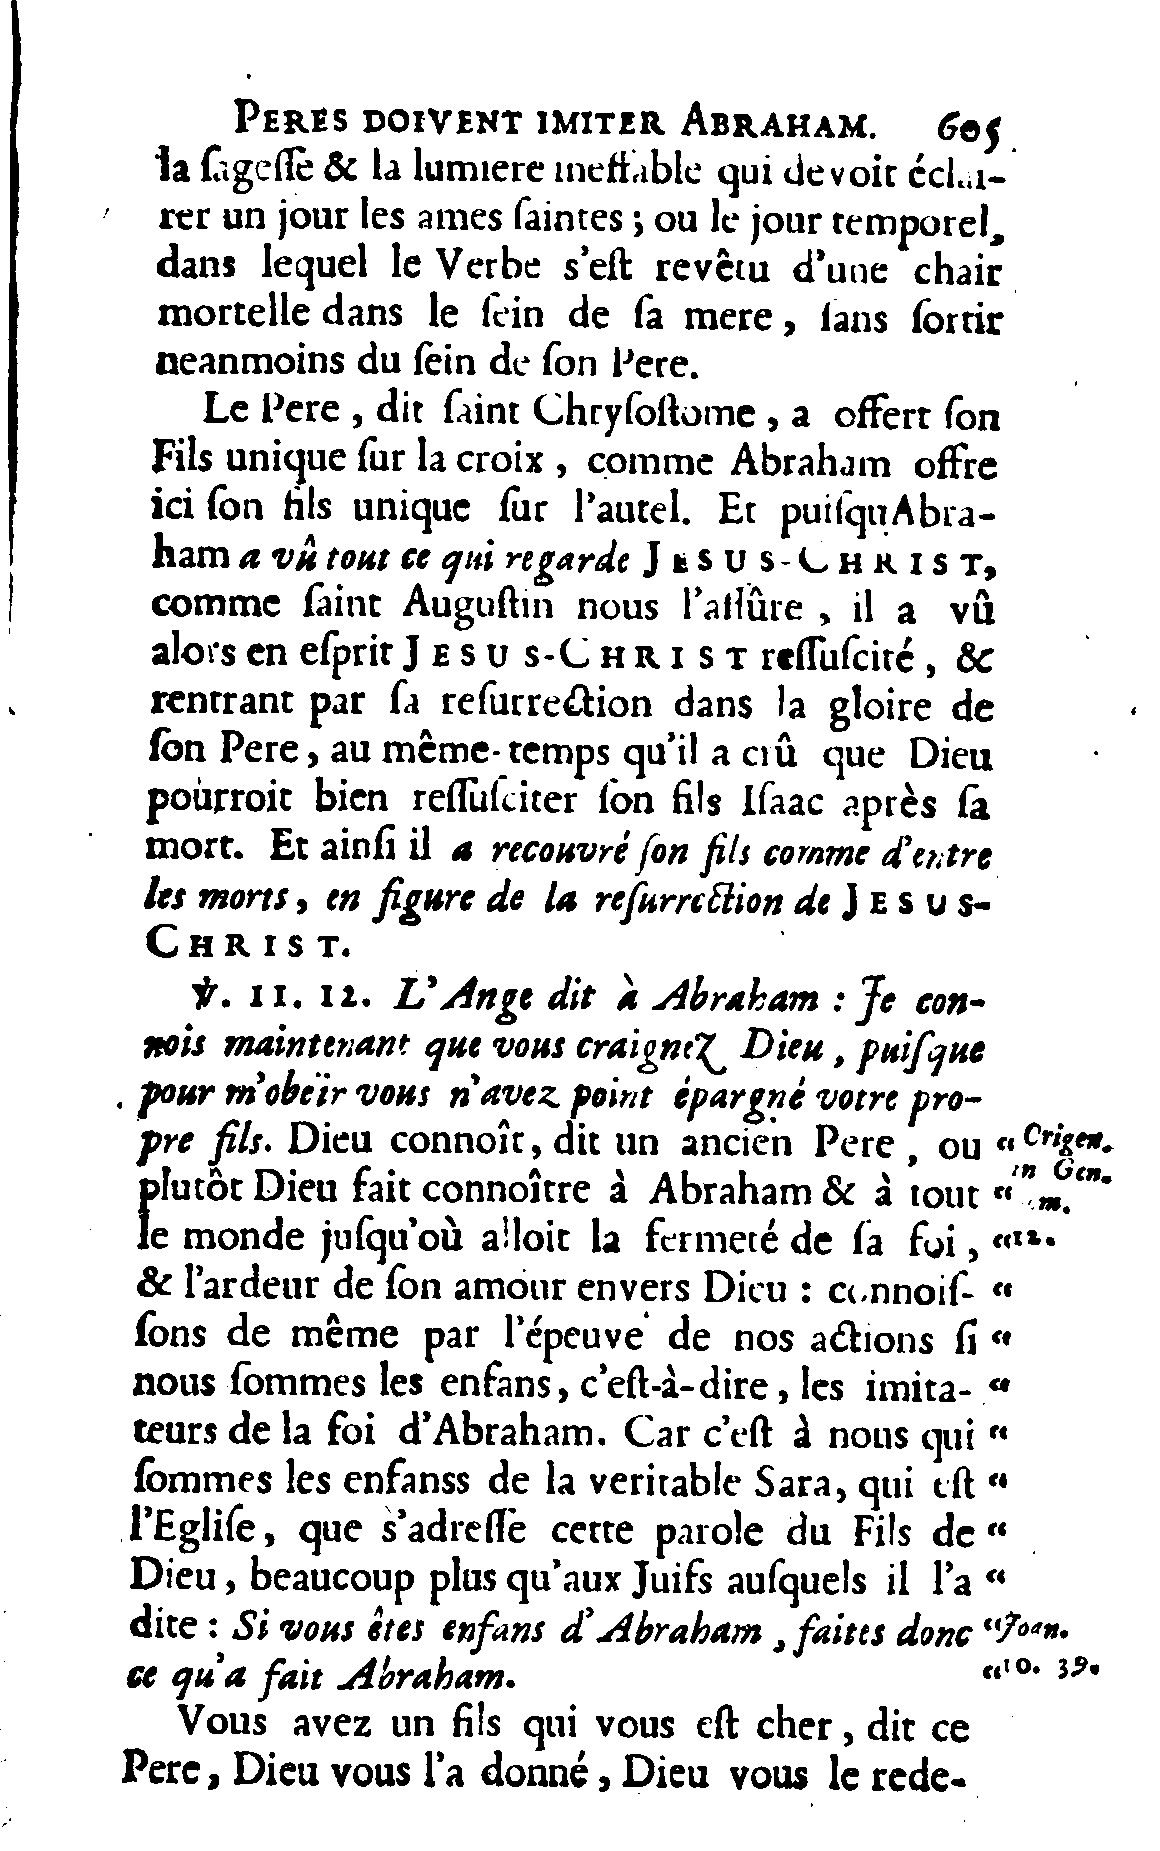 PERES DOIVENT IMITER ABRAHAM. 605
la ſageſſe & la lumiere ineffable qui devoit éclai-
rer un jour les ames ſaintes ; ou le jour temporel,
dans lequel le Verbe s'eſt revêtu d'une chair
mortelle dans le ſein de ſa mere, ſans ſortir
neanmoins du ſein de ſon Pere.
Le Pere, dit ſaint Chryſoſtome, a offert ſon
Fils unique ſur la croix, comme Abraham offre
ici ſon fils unique ſur l'autel. Et puiſquAbra-
ham a vû tout ce qui regarde JESUS-CHRIST,
comme ſaint Auguſtin nous l'aſſûre, il a vû
alors en eſprit JESUS-CHRIST reſſuſcité, &
rentrant par ſa reſurrection dans la gloire de
ſon Pere, au même-temps qu'il a crû que Dieu
pourroit bien reſſuſciter ſon fils Iſaac après ſa
mort. Et ainſi il a recouvré ſon fils comme d'entre
les morts, en figure de la reſurrection de JESUS-
CHRIST.
℣. 11. 12. L'Ange dit à Abraham : Je con-
nois maintenant que vous craignez Dieu, puiſque
pour m'obeïr vous n'avez point épargné votre pro-
pre fils. Dieu connoît, dit un ancien Pere, ou “ Origen.
plutôt Dieu fait connoître à Abraham & à tout “ in Gen.
le monde juſqu'où alloit la fermeté de ſa foi, “ 12.
& l'ardeur de ſon amour envers Dieu : connoiſ- “
ſons de même par l'épeuve de nos actions ſi “
nous ſommes les enfans, c'eſt-à-dire, les imita- “
teurs de la foi d'Abraham. Car c'eſt à nous qui “
ſommes les enfanss de la veritable Sara, qui eſt “
l'Egliſe, que s'adreſſe cette parole du Fils de “
Dieu, beaucoup plus qu'aux Juifs auſquels il l'a “
dite : Si vous êtes enfans d'Abraham, faites donc “ Joan.
ce qu'a fait Abraham. “ 10. 39.
Vous avez un fils qui vous eſt cher, dit ce
Pere, Dieu vous l'a donné, Dieu vous le rede-